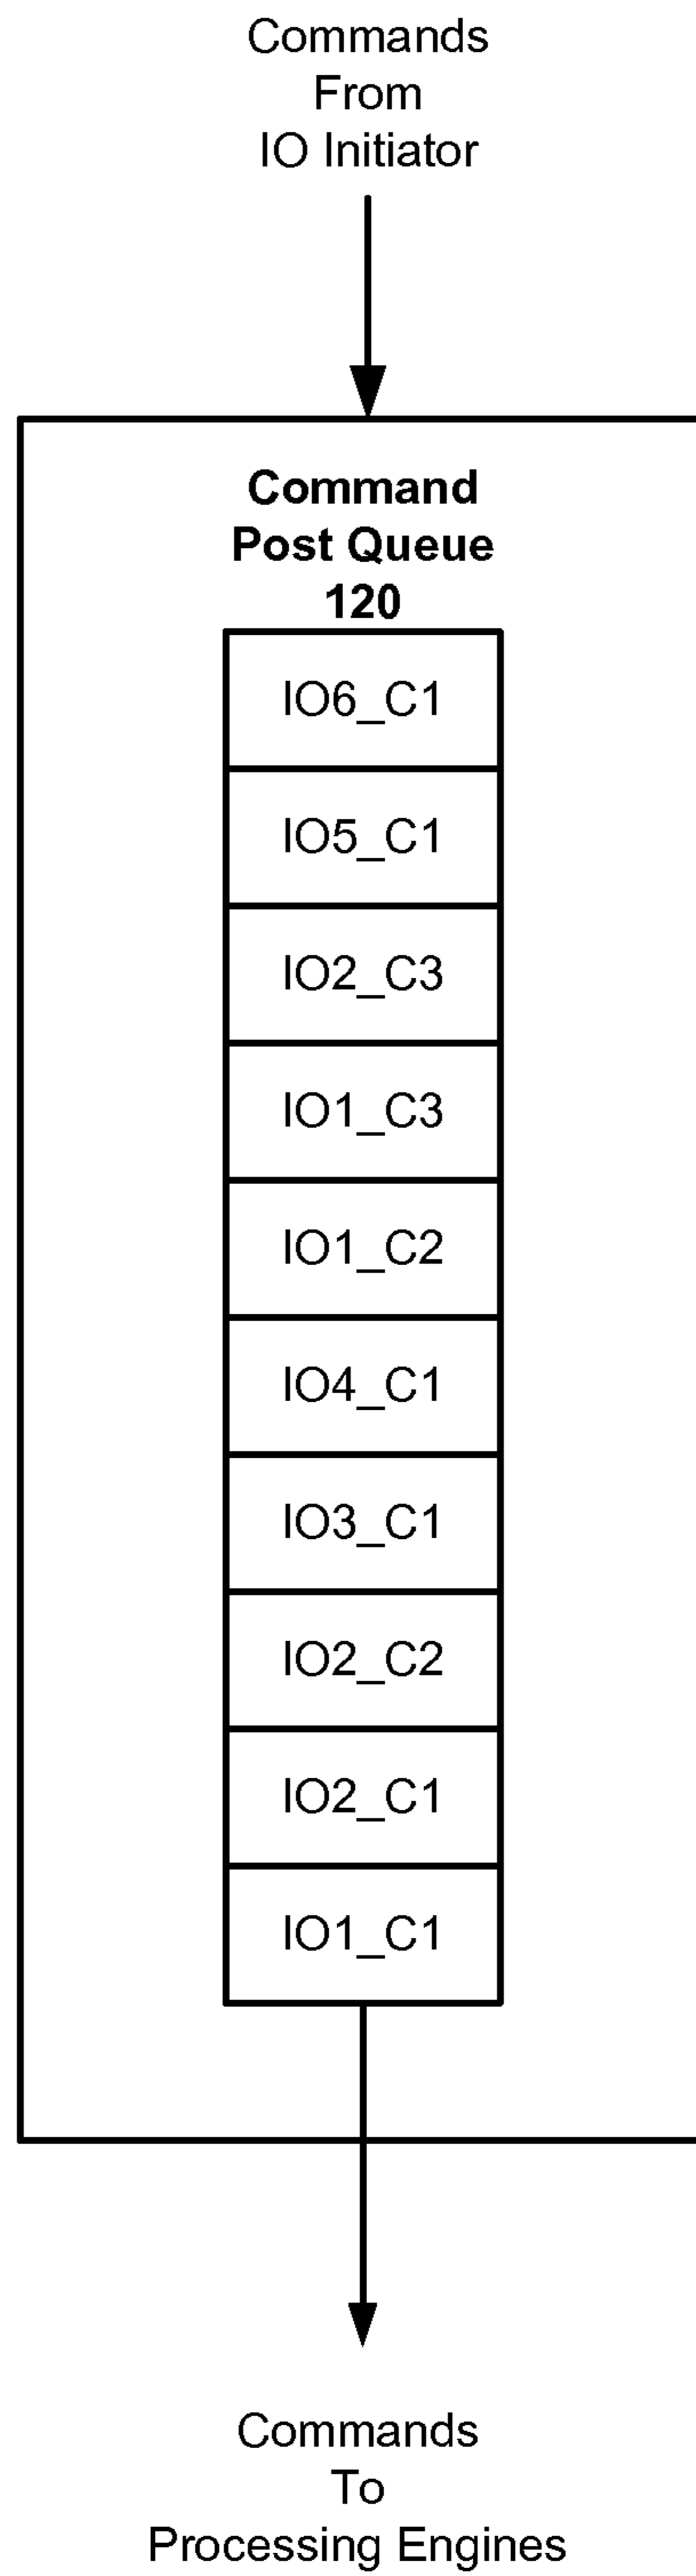 Commands
From
IO Initiator
Command
Post Queue
120
IO6_C1
IO5_C1
IO2_C3
IO1_C3
IO1_C2
IO4_C1
IO3_C1
IO2_C2
IO2_C1
IO1_C1
Commands
To
Processing Engines